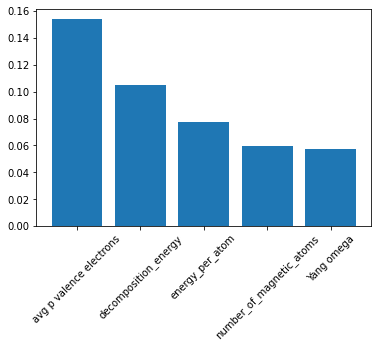 0.16
0.14
0.12
0.10
0.08
0.06
0.04
0.02
0.00
avg p valence electrons
decomposition_energy
energy_per_atom
number_of_magnetic_atoms
Yang omega